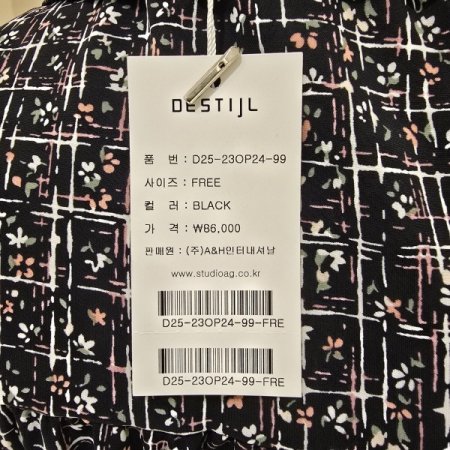 DESTIJL
품 번 : D25-23OP24-99
사이즈 : FREE
컬 러 : BLACK
가 격 : ₩66,000
판매원 : (주)A&H인터내셔날
www.studioag.co.kr
D25-23OP24-99-FRE
D25-23OP24-99-FRE